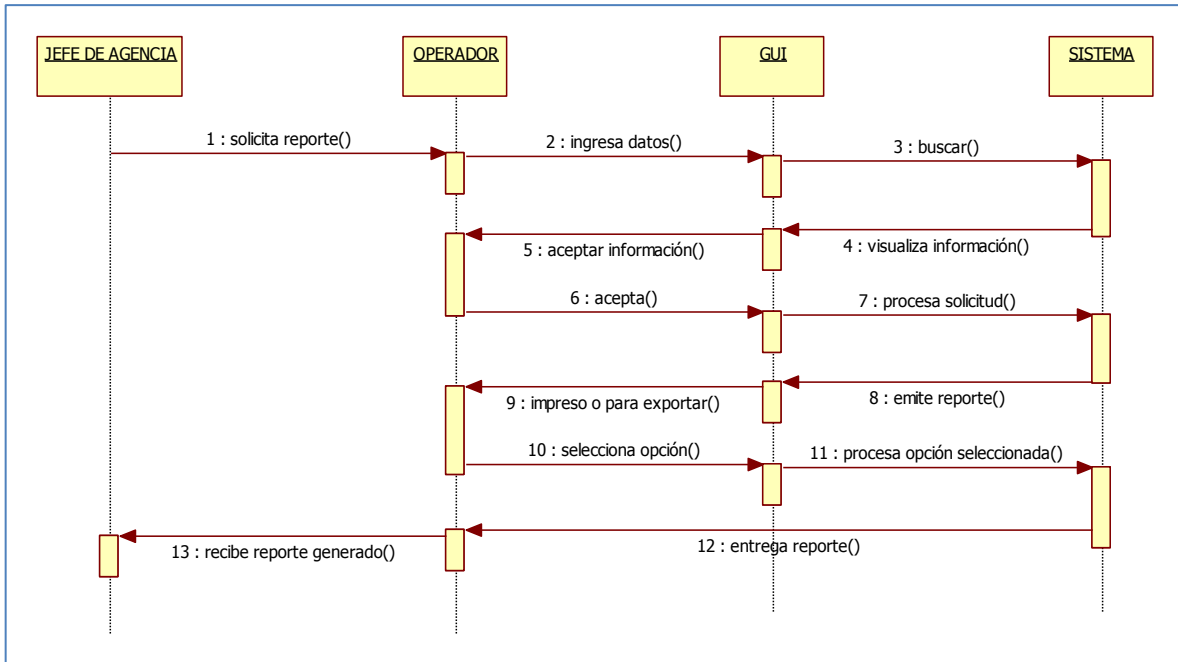 JEFE DE AGENCIA
OPERADOR
GUI
SISTEMA
1 : solicita reporte()
2 : ingresa datos()
3 : buscar()
4 : visualiza información()
5 : aceptar información()
6 : acepta()
7 : procesa solicitud()
8 : emite reporte()
9 : impreso o para exportar()
10 : selecciona opción()
11 : procesa opción seleccionada()
12 : entrega reporte()
13 : recibe reporte generado()